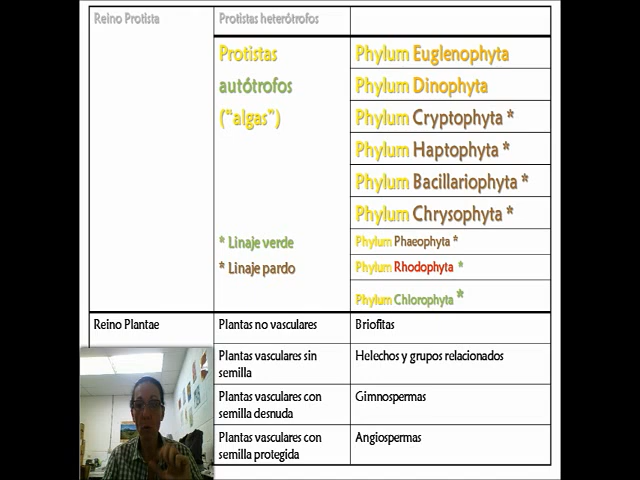 Reino Protista
Protistas heterótrofos
Protistas
autótrofos
("algas")
Phylum Euglenophyta
Phylum Dinophyta
Phylum Cryptophyta *
Phylum Haptophyta *
Phylum Bacillariophyta *
Phylum Chrysophyta *
* Linaje verde
Phylum Phaeophyta *
* Linaje pardo
Phylum Rhodophyta *
Phylum Chlorophyta *
Reino Plantae
Plantas no vasculares
Briofitas
Plantas vasculares sin
semilla
Helechos y grupos relacionados
Plantas vasculares con
semilla desnuda
Gimnospermas
Plantas vasculares con
semilla protegida
Angiospermas